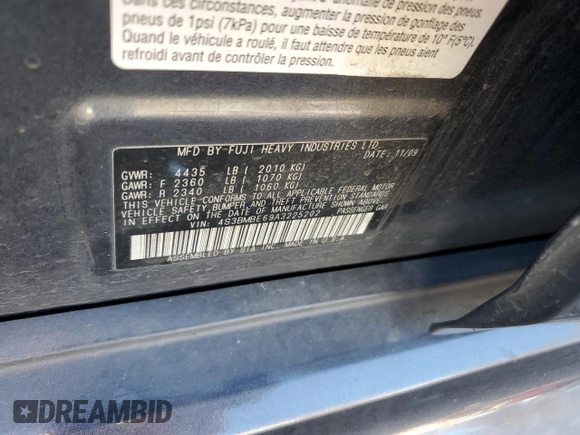 Dans ces circonstances, augmenter la pression de gonflage des
pneus de 1psi (7kPa) pour une baisse de température de 10°F(5°C).
Quand le véhicule a roulé, il faut attendre que les pneus aient
refroidi avant de contrôler la pression.
MFD BY FUJI HEAVY INDUSTRIES LTD.
DATE: 11/09
GVWR: 4435 LB ( 2010 KG)
GAWR: F 2360 LB ( 1070 KG)
GAWR: R 2340 LB ( 1060 KG)
THIS VEHICLE CONFORMS TO ALL APPLICABLE FEDERAL MOTOR
VEHICLE SAFETY, BUMPER, AND THEFT PREVENTION STANDARDS
IN EFFECT ON THE DATE OF MANUFACTURE SHOWN ABOVE.
VIN: 4S3BMBE69A3225202 PASSENGER CAR
ASSEMBLED BY SIA INC. MADE IN U.S.A.
DREAMBID